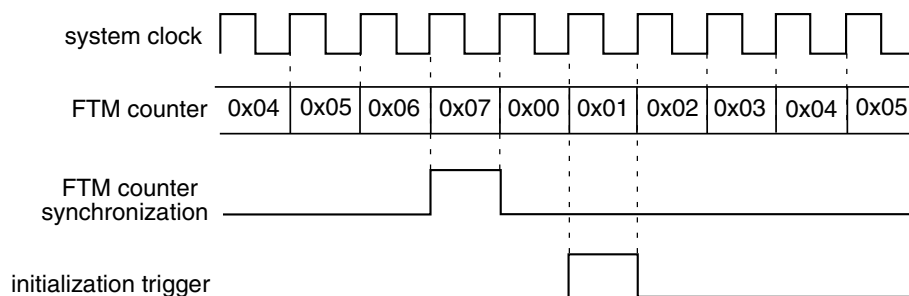 system clock
FTM counter 0x04 0x05 0x06 0x07 0x00 0x01 0x02 0x03 0x04 0x05
FTM counter
synchronization
initialization trigger